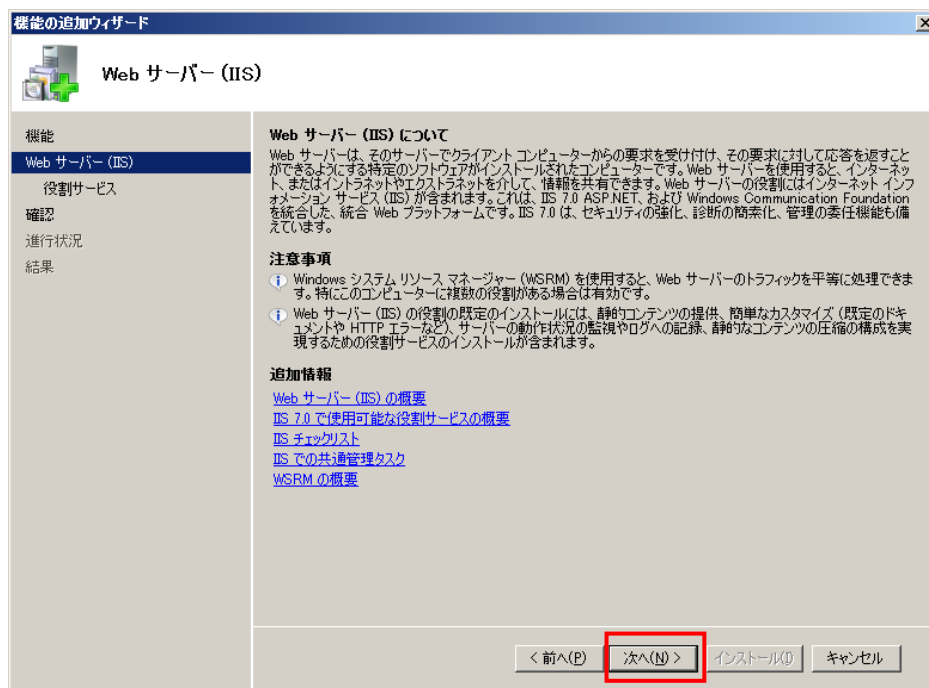 機能の追加ウィザード
Web サーバー (IIS)
機能
Web サーバー (IIS)
役割サービス
確認
進行状況
結果
Web サーバー (IIS) について
Web サーバーは、そのサーバーでクライアント コンピューターからの要求を受け付け、その要求に対して応答を返すこと
ができるようにする特定のソフトウェアがインストールされたコンピューターです。Web サーバーを使用すると、インターネッ
ト、またはイントラネットやエクストラネットを介して、情報を共有できます。Web サーバーの役割にはインターネット インフ
ォメーション サービス (IIS) が含まれます。これは、IIS 7.0 ASP.NET、および Windows Communication Foundation
を統合した、統合 Web プラットフォームです。IIS 7.0 は、セキュリティの強化、診断の簡素化、管理の委任機能も備
えています。
注意事項
Windows システム リソース マネージャー (WSRM) を使用すると、Web サーバーのトラフィックを平等に処理できま
す。特にこのコンピューターに複数の役割がある場合は有効です。
Web サーバー (IIS) の役割の既定のインストールには、静的コンテンツの提供、簡単なカスタマイズ (既定のドキ
ュメントや HTTP エラーなど)、サーバーの動作状況の監視やログへの記録、静的なコンテンツの圧縮の構成を実
現するための役割サービスのインストールが含まれます。
追加情報
Web サーバー (IIS) の概要
IIS 7.0 で使用可能な役割サービスの概要
IIS チェックリスト
IIS での共通管理タスク
WSRM の概要
< 前へ(P)
次へ(N) >
インストール(I)
キャンセル